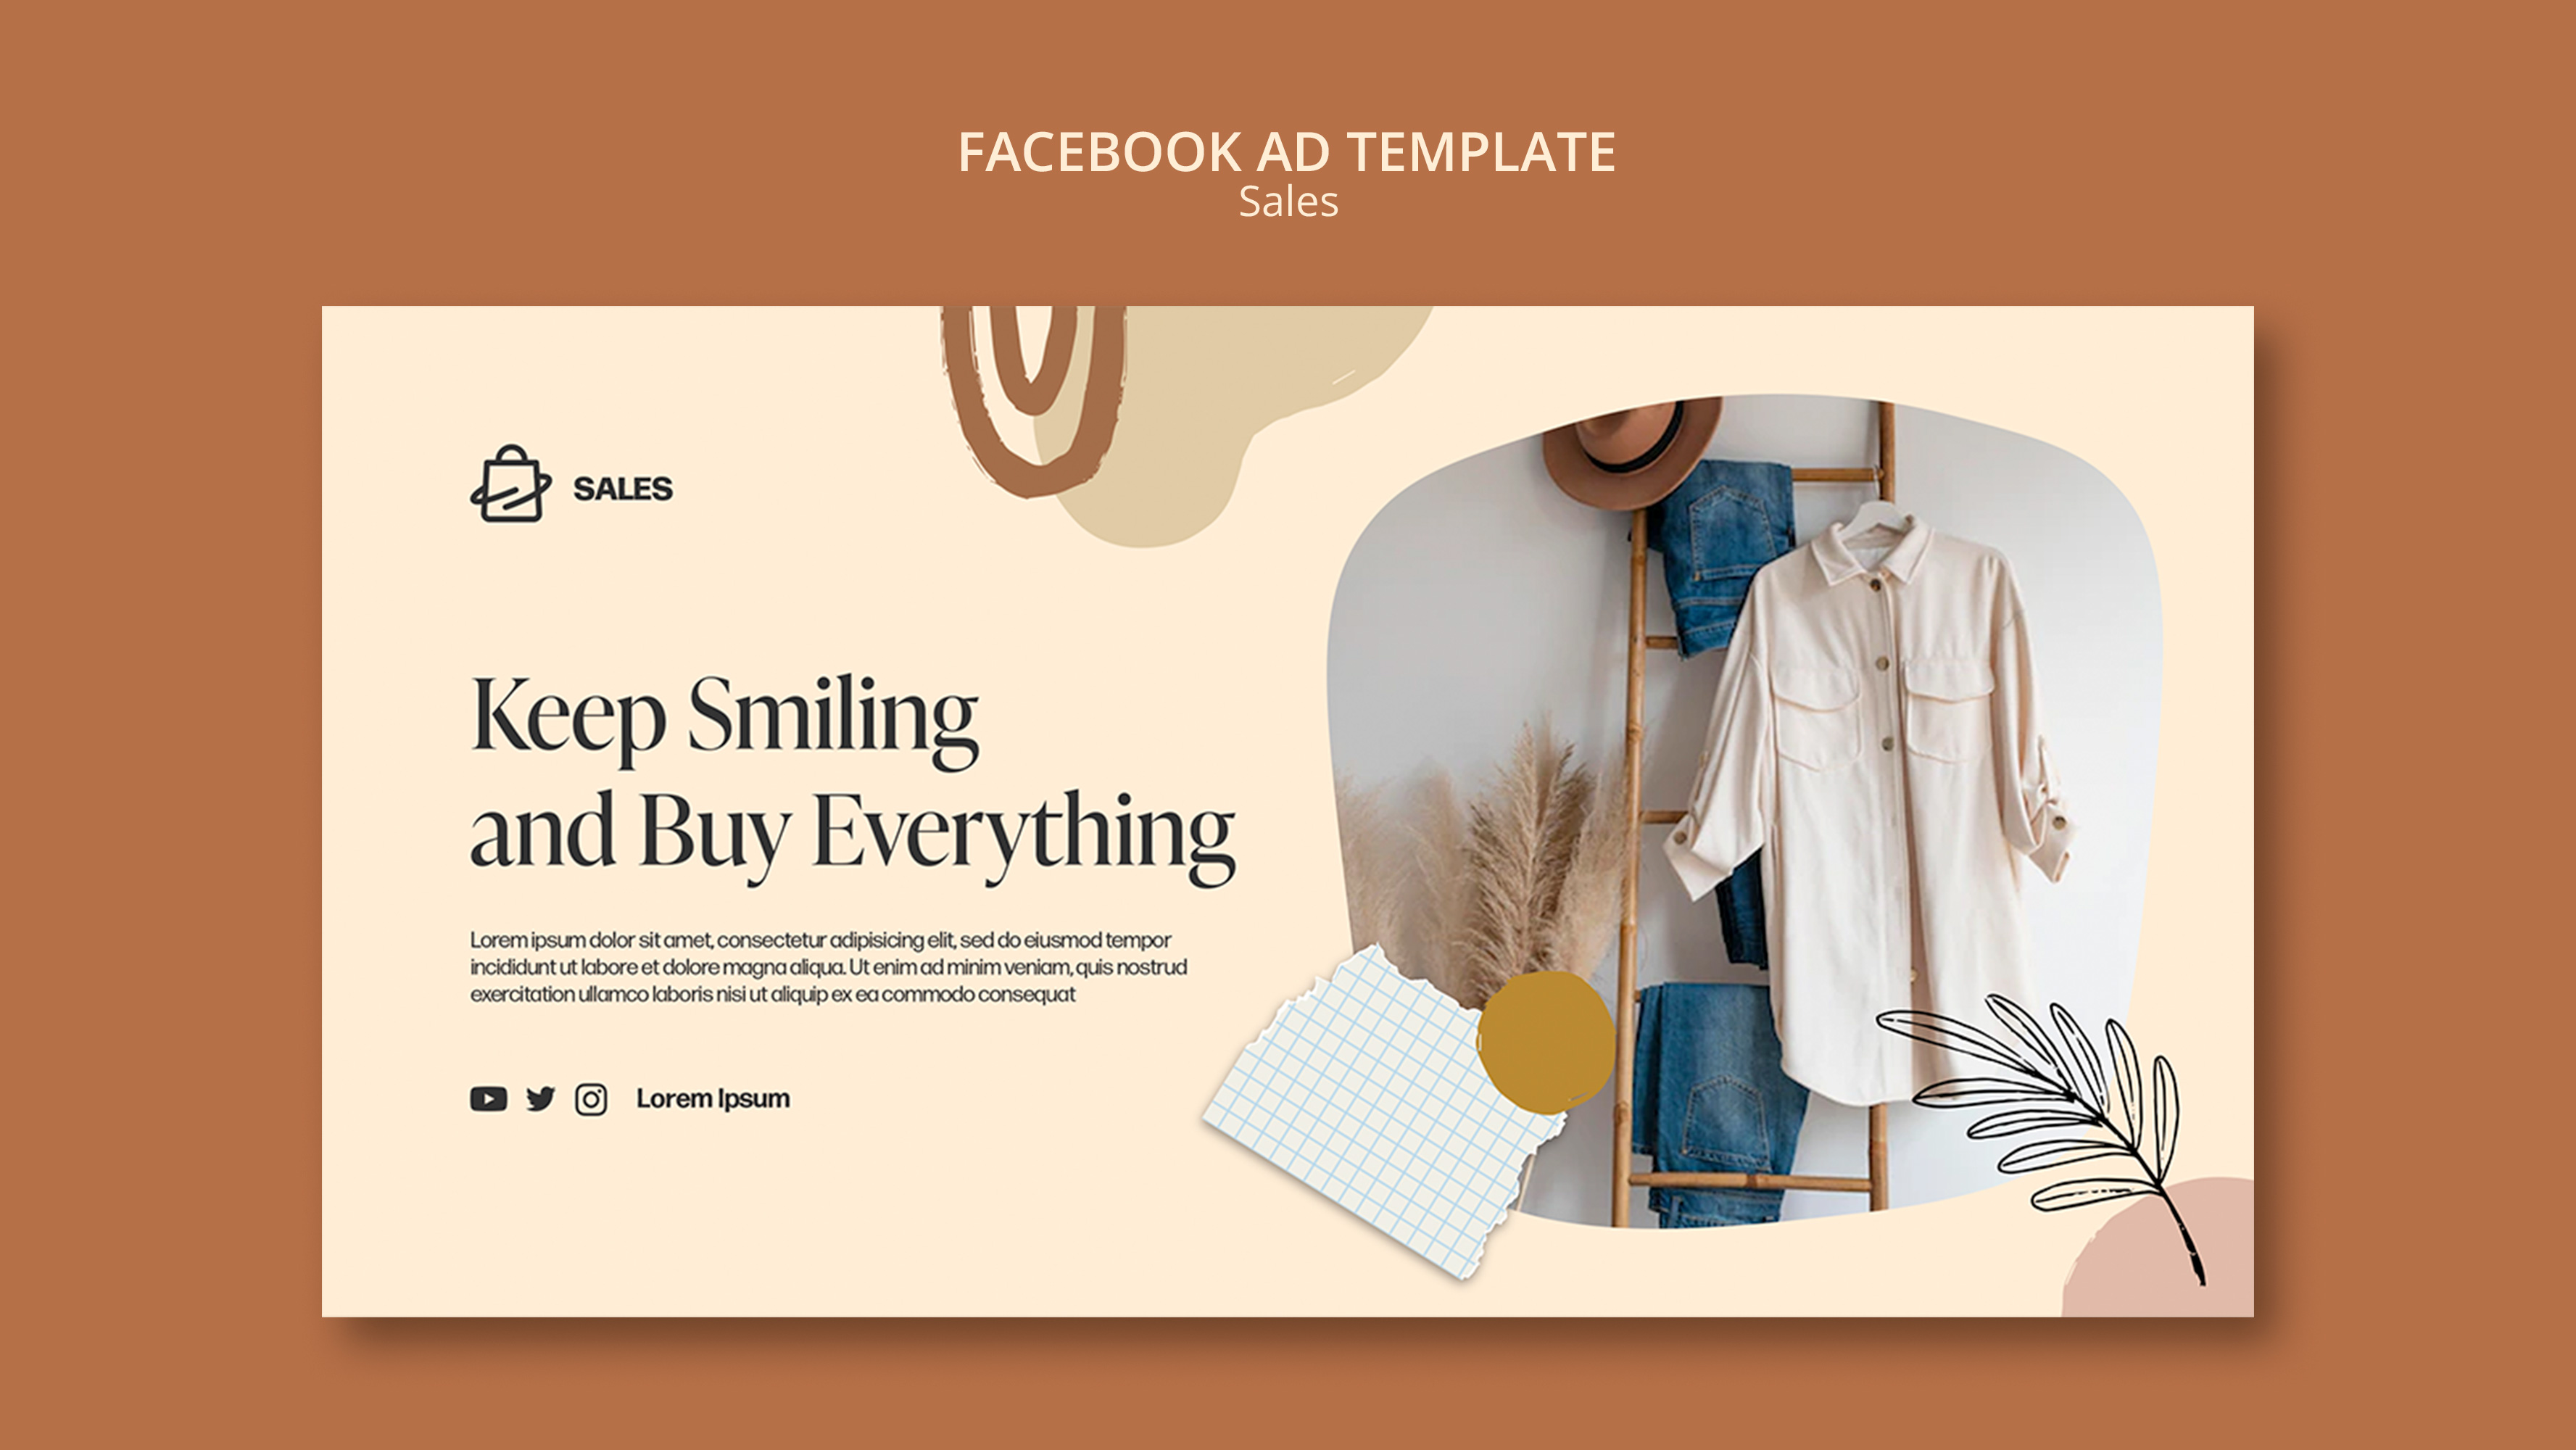 FACEBOOK AD TEMPLATE
Sales
SALES
Keep Smiling
and Buy Everything
Lorem ipsum dolor sit amet, consectetur adipisicing elit, sed do eiusmod tempor
incididunt ut labore et dolore magna aliqua. Ut enim ad minim veniam, quis nostrud
exercitation ullamco laboris nisi ut aliquip ex ea commodo consequat
Lorem Ipsum